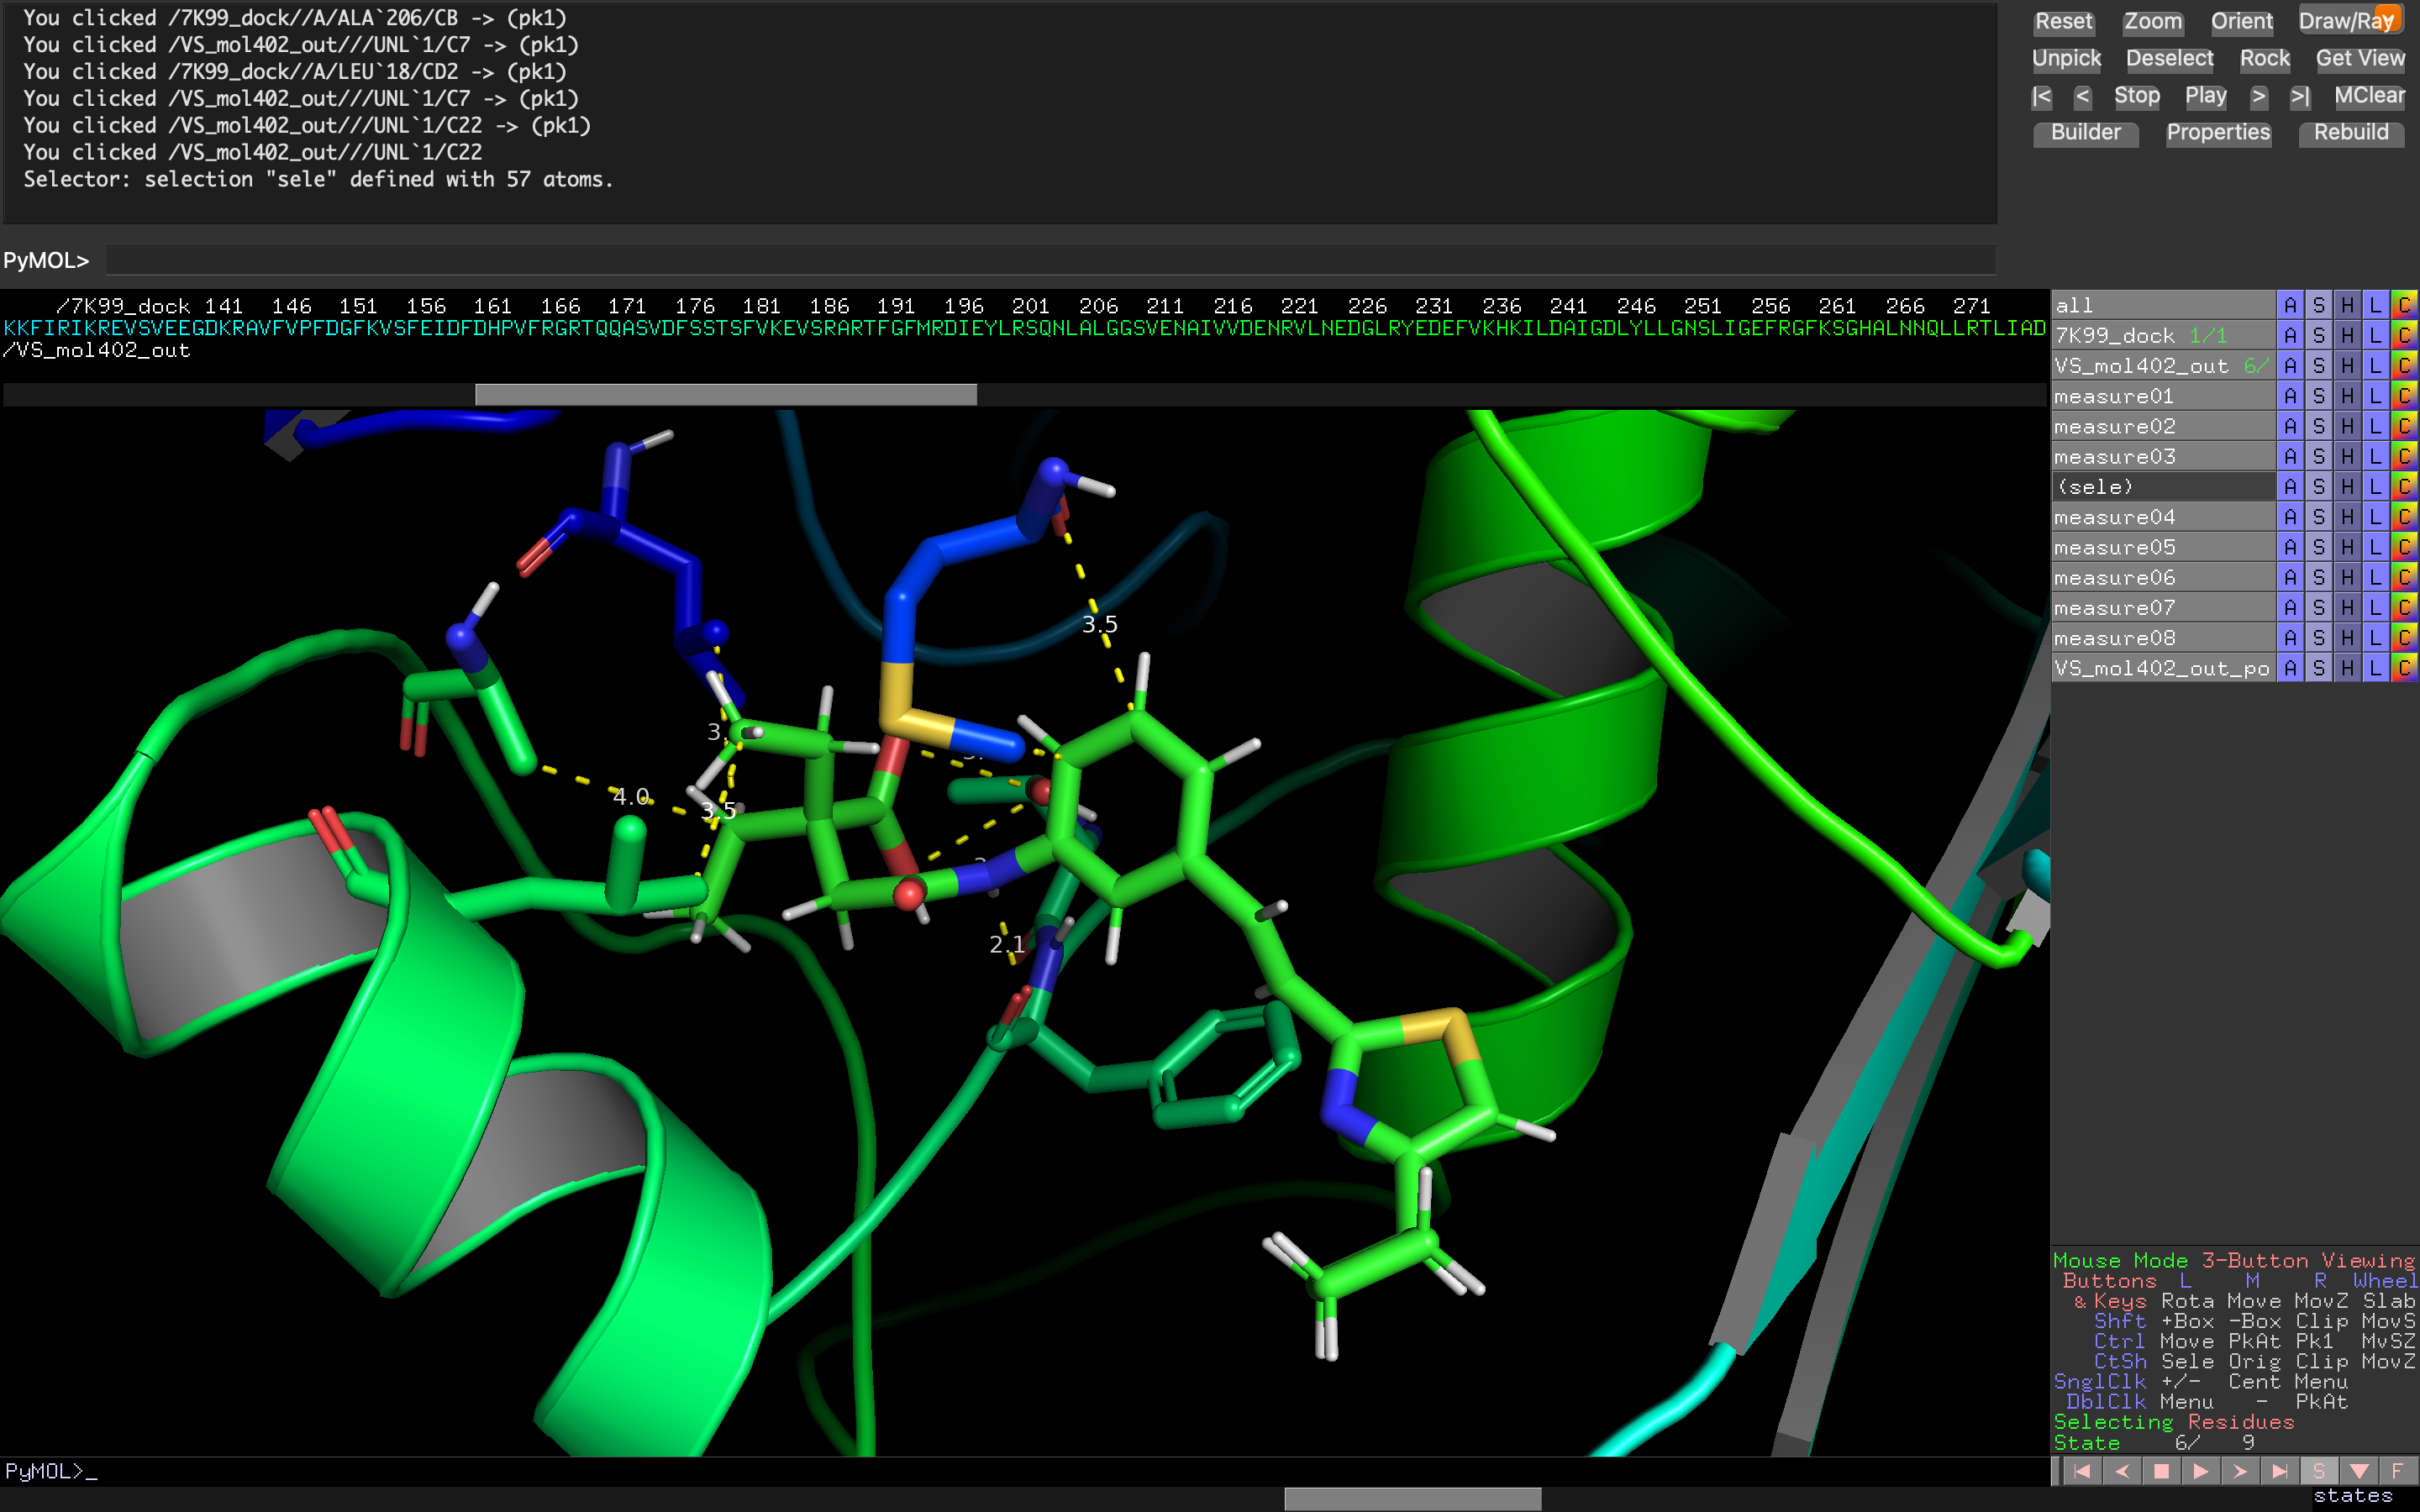 You clicked /7K99_dock//A/ALA`206/CB -> (pk1)
You clicked /VS_mol402_out///UNL`1/C7 -> (pk1)
You clicked /7K99_dock//A/LEU`18/CD2 -> (pk1)
You clicked /VS_mol402_out///UNL`1/C7 -> (pk1)
You clicked /VS_mol402_out///UNL`1/C22 -> (pk1)
You clicked /VS_mol402_out///UNL`1/C22
Selector: selection "sele" defined with 57 atoms.
Reset Zoom Orient Draw/Ray
Unpick Deselect Rock Get View
|< < Stop Play > >| MClear
Builder Properties Rebuild
PyMOL>
/7K99_dock 141 146 151 156 161 166 171 176 181 186 191 196 201 206 211 216 221 226 231 236 241 246 251 256 261 266 271
KKFIRIKREVSVEEGDKRAVFVPFDGFKVSFEIDFDHPVFRGRTQQASVDFSSTSFVKEVSRARTFGFMRDIEYLRSQNLALGGSVENAIVVDENRVLNEDGLRYEDEFVKHKILDAIGDLYLLGNSLIGEFRGFKSGHALNNQLLRTLIAD
/VS_mol402_out
all A S H L C
7K99_dock 1/1 A S H L C
VS_mol402_out 6/ A S H L C
measure01 A S H L C
measure02 A S H L C
measure03 A S H L C
(sele) A S H L C
measure04 A S H L C
measure05 A S H L C
measure06 A S H L C
measure07 A S H L C
measure08 A S H L C
VS_mol402_out_po A S H L C
3.5
3.
4.0
3.5
2.1
Mouse Mode 3-Button Viewing
Buttons L M R Wheel
& Keys Rota Move MovZ Slab
Shft +Box -Box Clip MovS
Ctrl Move PkAt Pk1 MvSZ
CtSh Sele Orig Clip MovZ
SnglClk +/- Cent Menu
DblClk Menu - PkAt
Selecting Residues
State 6/ 9
PyMOL>_
S F
states